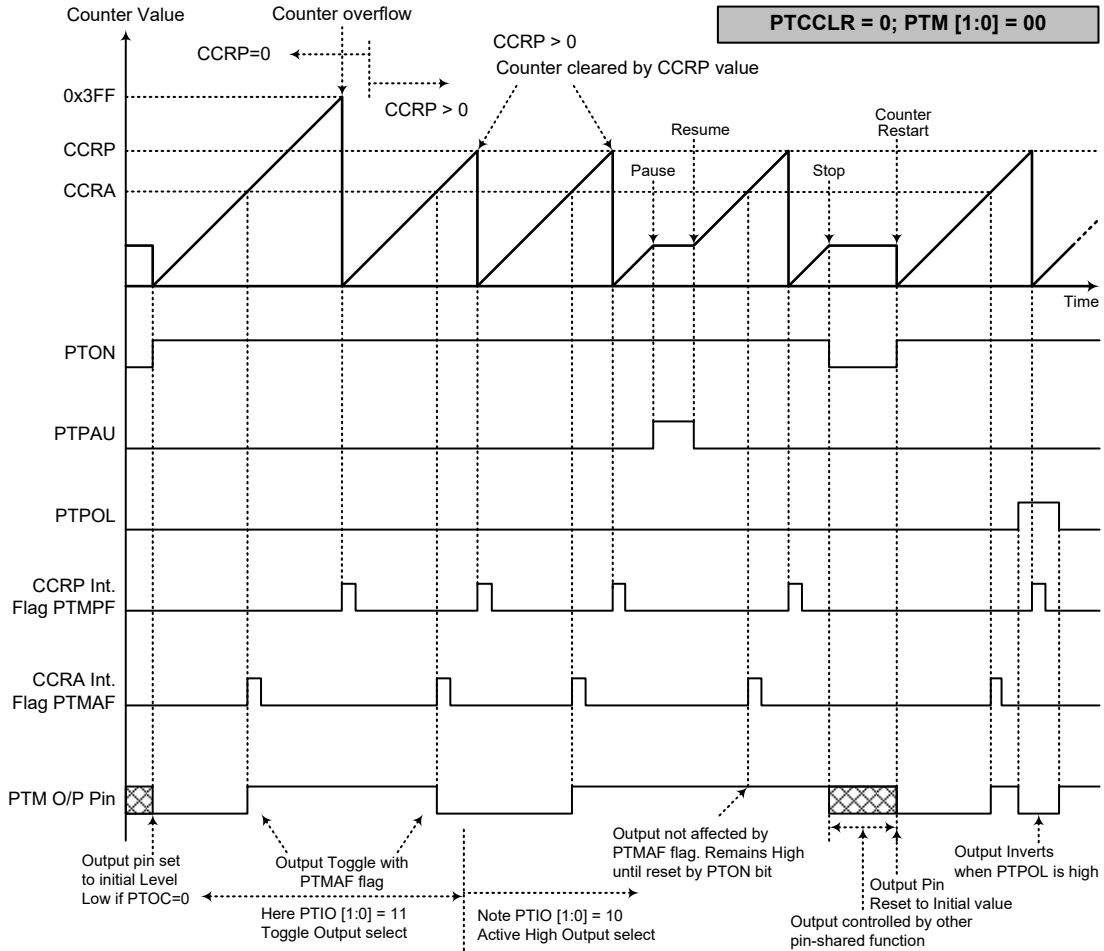 Counter Value
Counter overflow
PTCCLR = 0; PTM [1:0] = 00
CCRP=0
CCRP > 0
CCRP > 0
Counter cleared by CCRP value
0x3FF
CCRP
CCRA
Pause
Resume
Stop
Counter
Restart
Time
PTON
PTPAU
PTPOL
CCRP Int.
Flag PTMPF
CCRA Int.
Flag PTMAF
PTM O/P Pin
Output pin set
to initial Level
Low if PTOC=0
Output Toggle with
PTMAF flag
Here PTIO [1:0] = 11
Toggle Output select
Note PTIO [1:0] = 10
Active High Output select
Output not affected by
PTMAF flag. Remains High
until reset by PTON bit
Output Pin
Reset to Initial value
Output controlled by other
pin-shared function
Output Inverts
when PTPOL is high